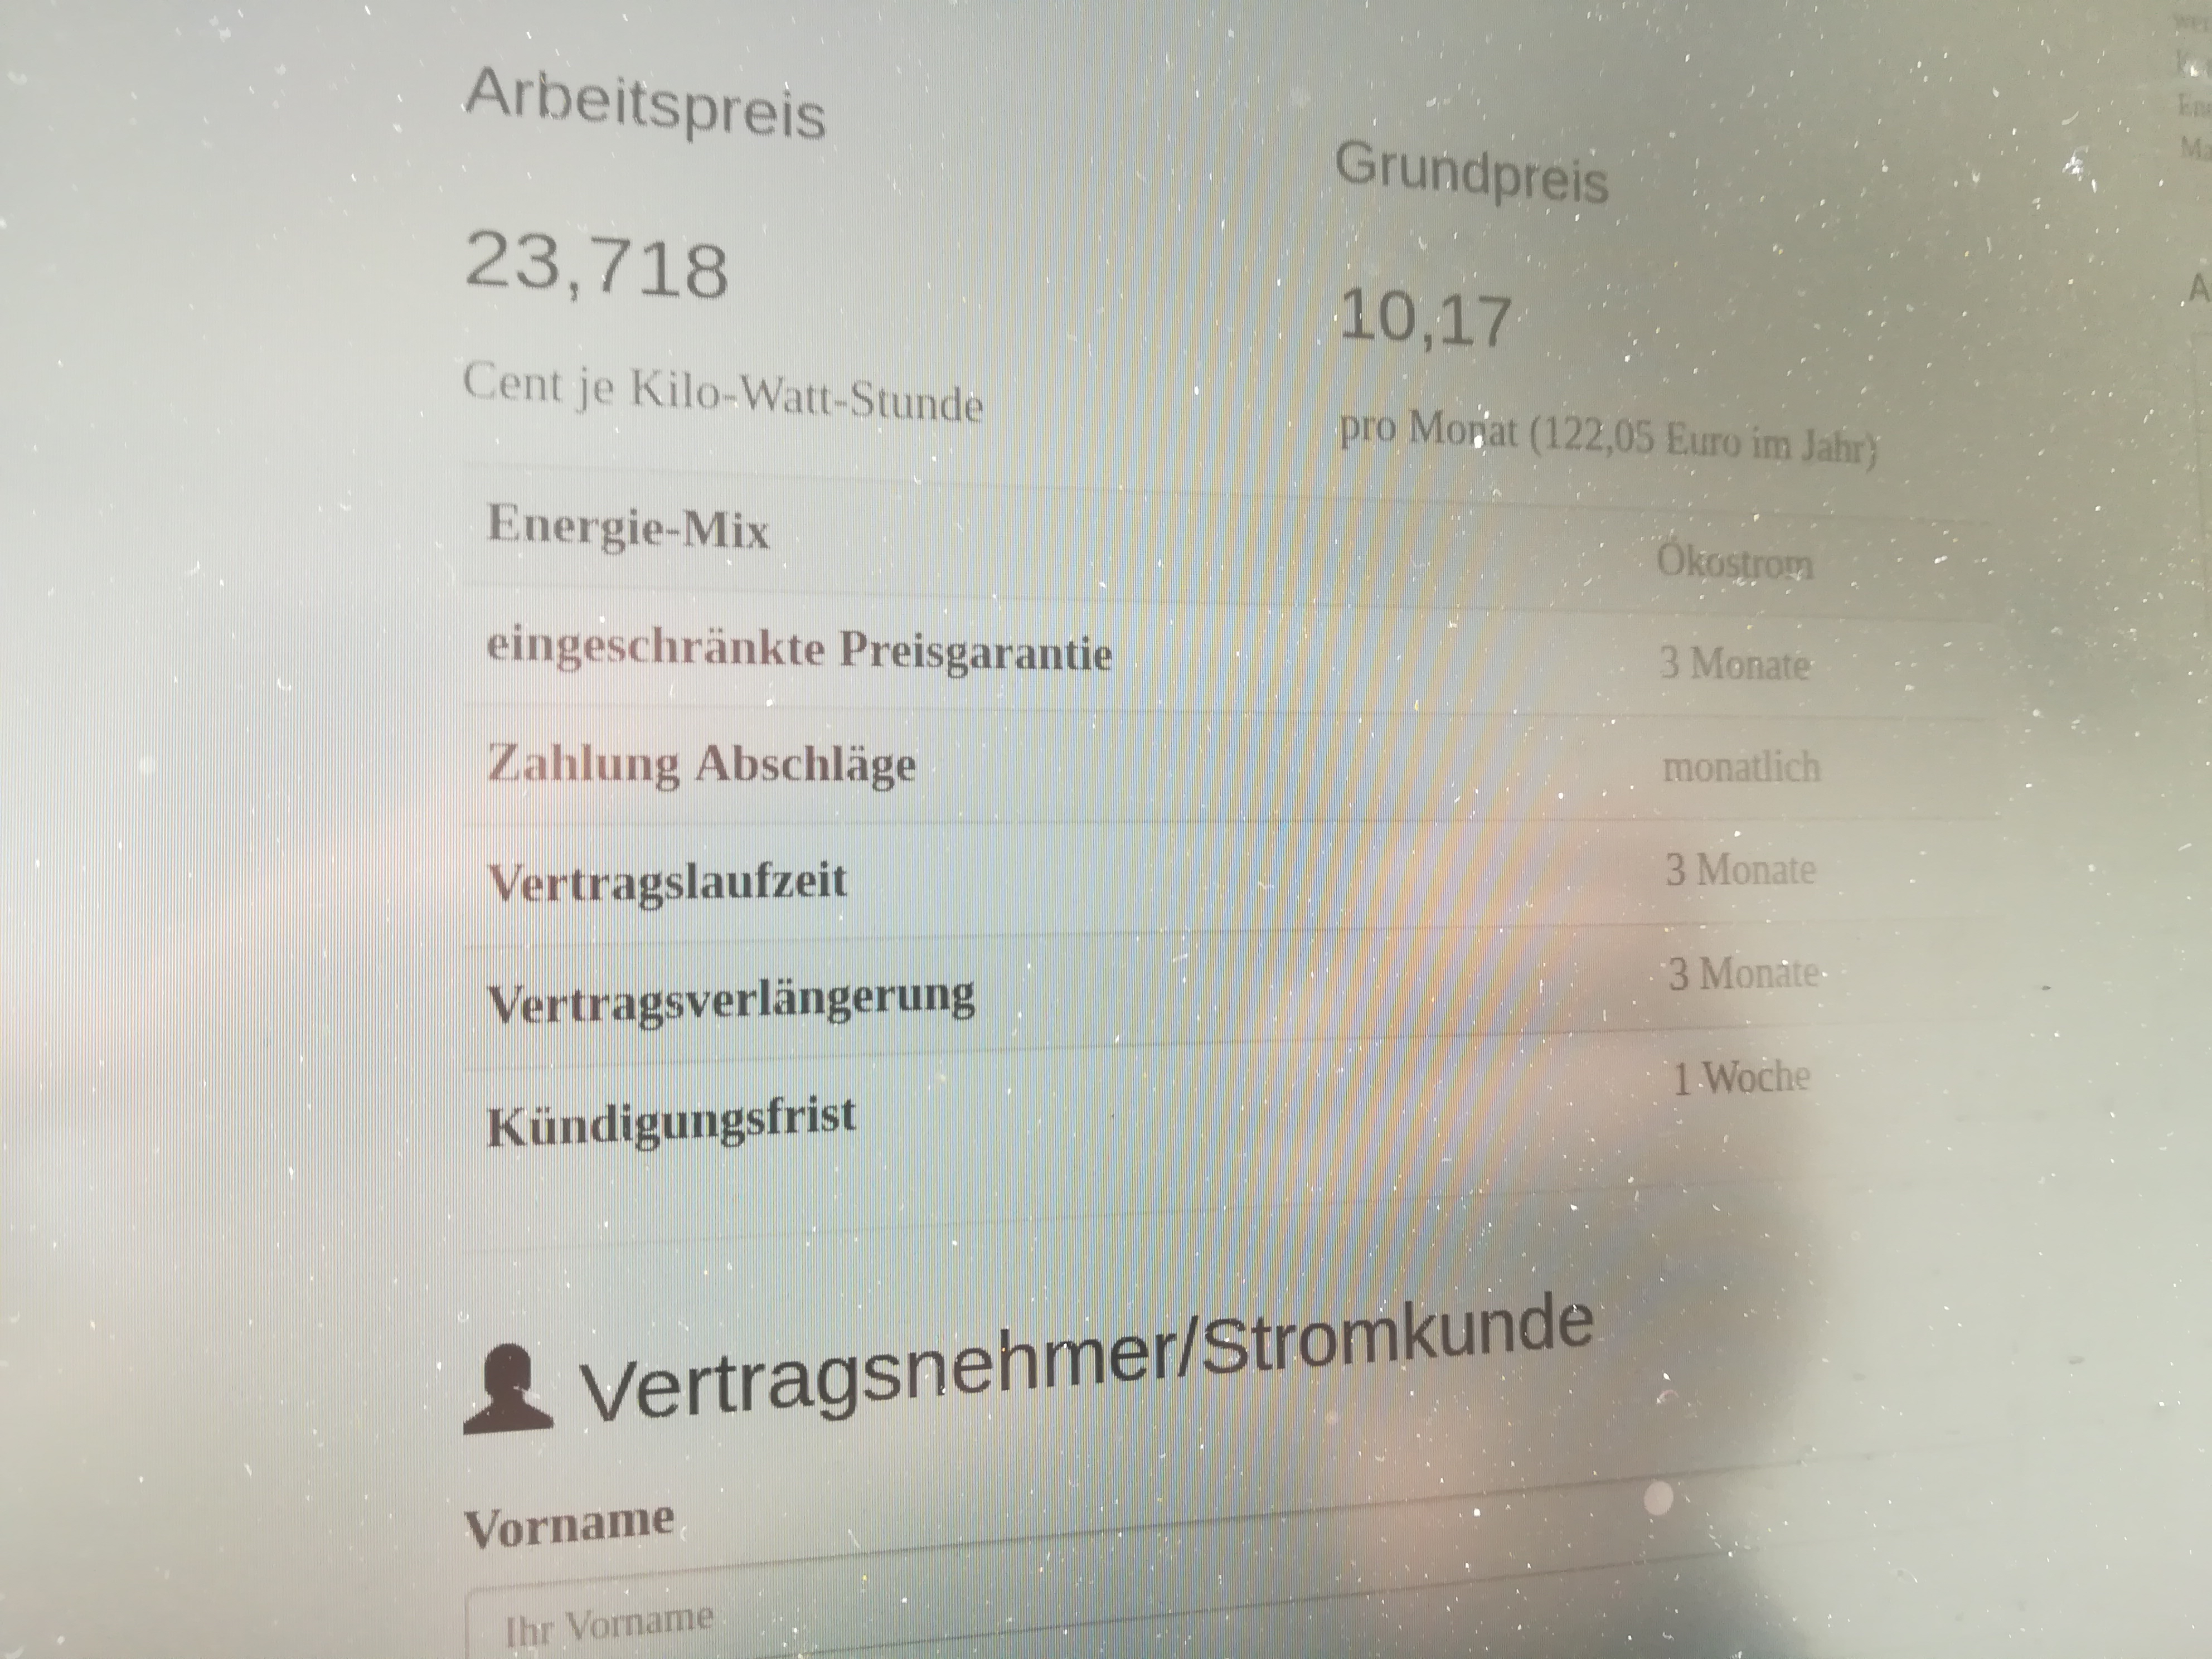 Arbeitspreis
23,718
Cent je Kilo-Watt-Stunde
Grundpreis
10,17
pro Monat (122,05 Euro im Jahr)
Energie-Mix Ökostrom
eingeschränkte Preisgarantie 3 Monate
Zahlung Abschläge monatlich
Vertragslaufzeit 3 Monate
Vertragsverlängerung 3 Monate
Kündigungsfrist 1 Woche
Vertragsnehmer/Stromkunde
Vorname
Ihr Vorname